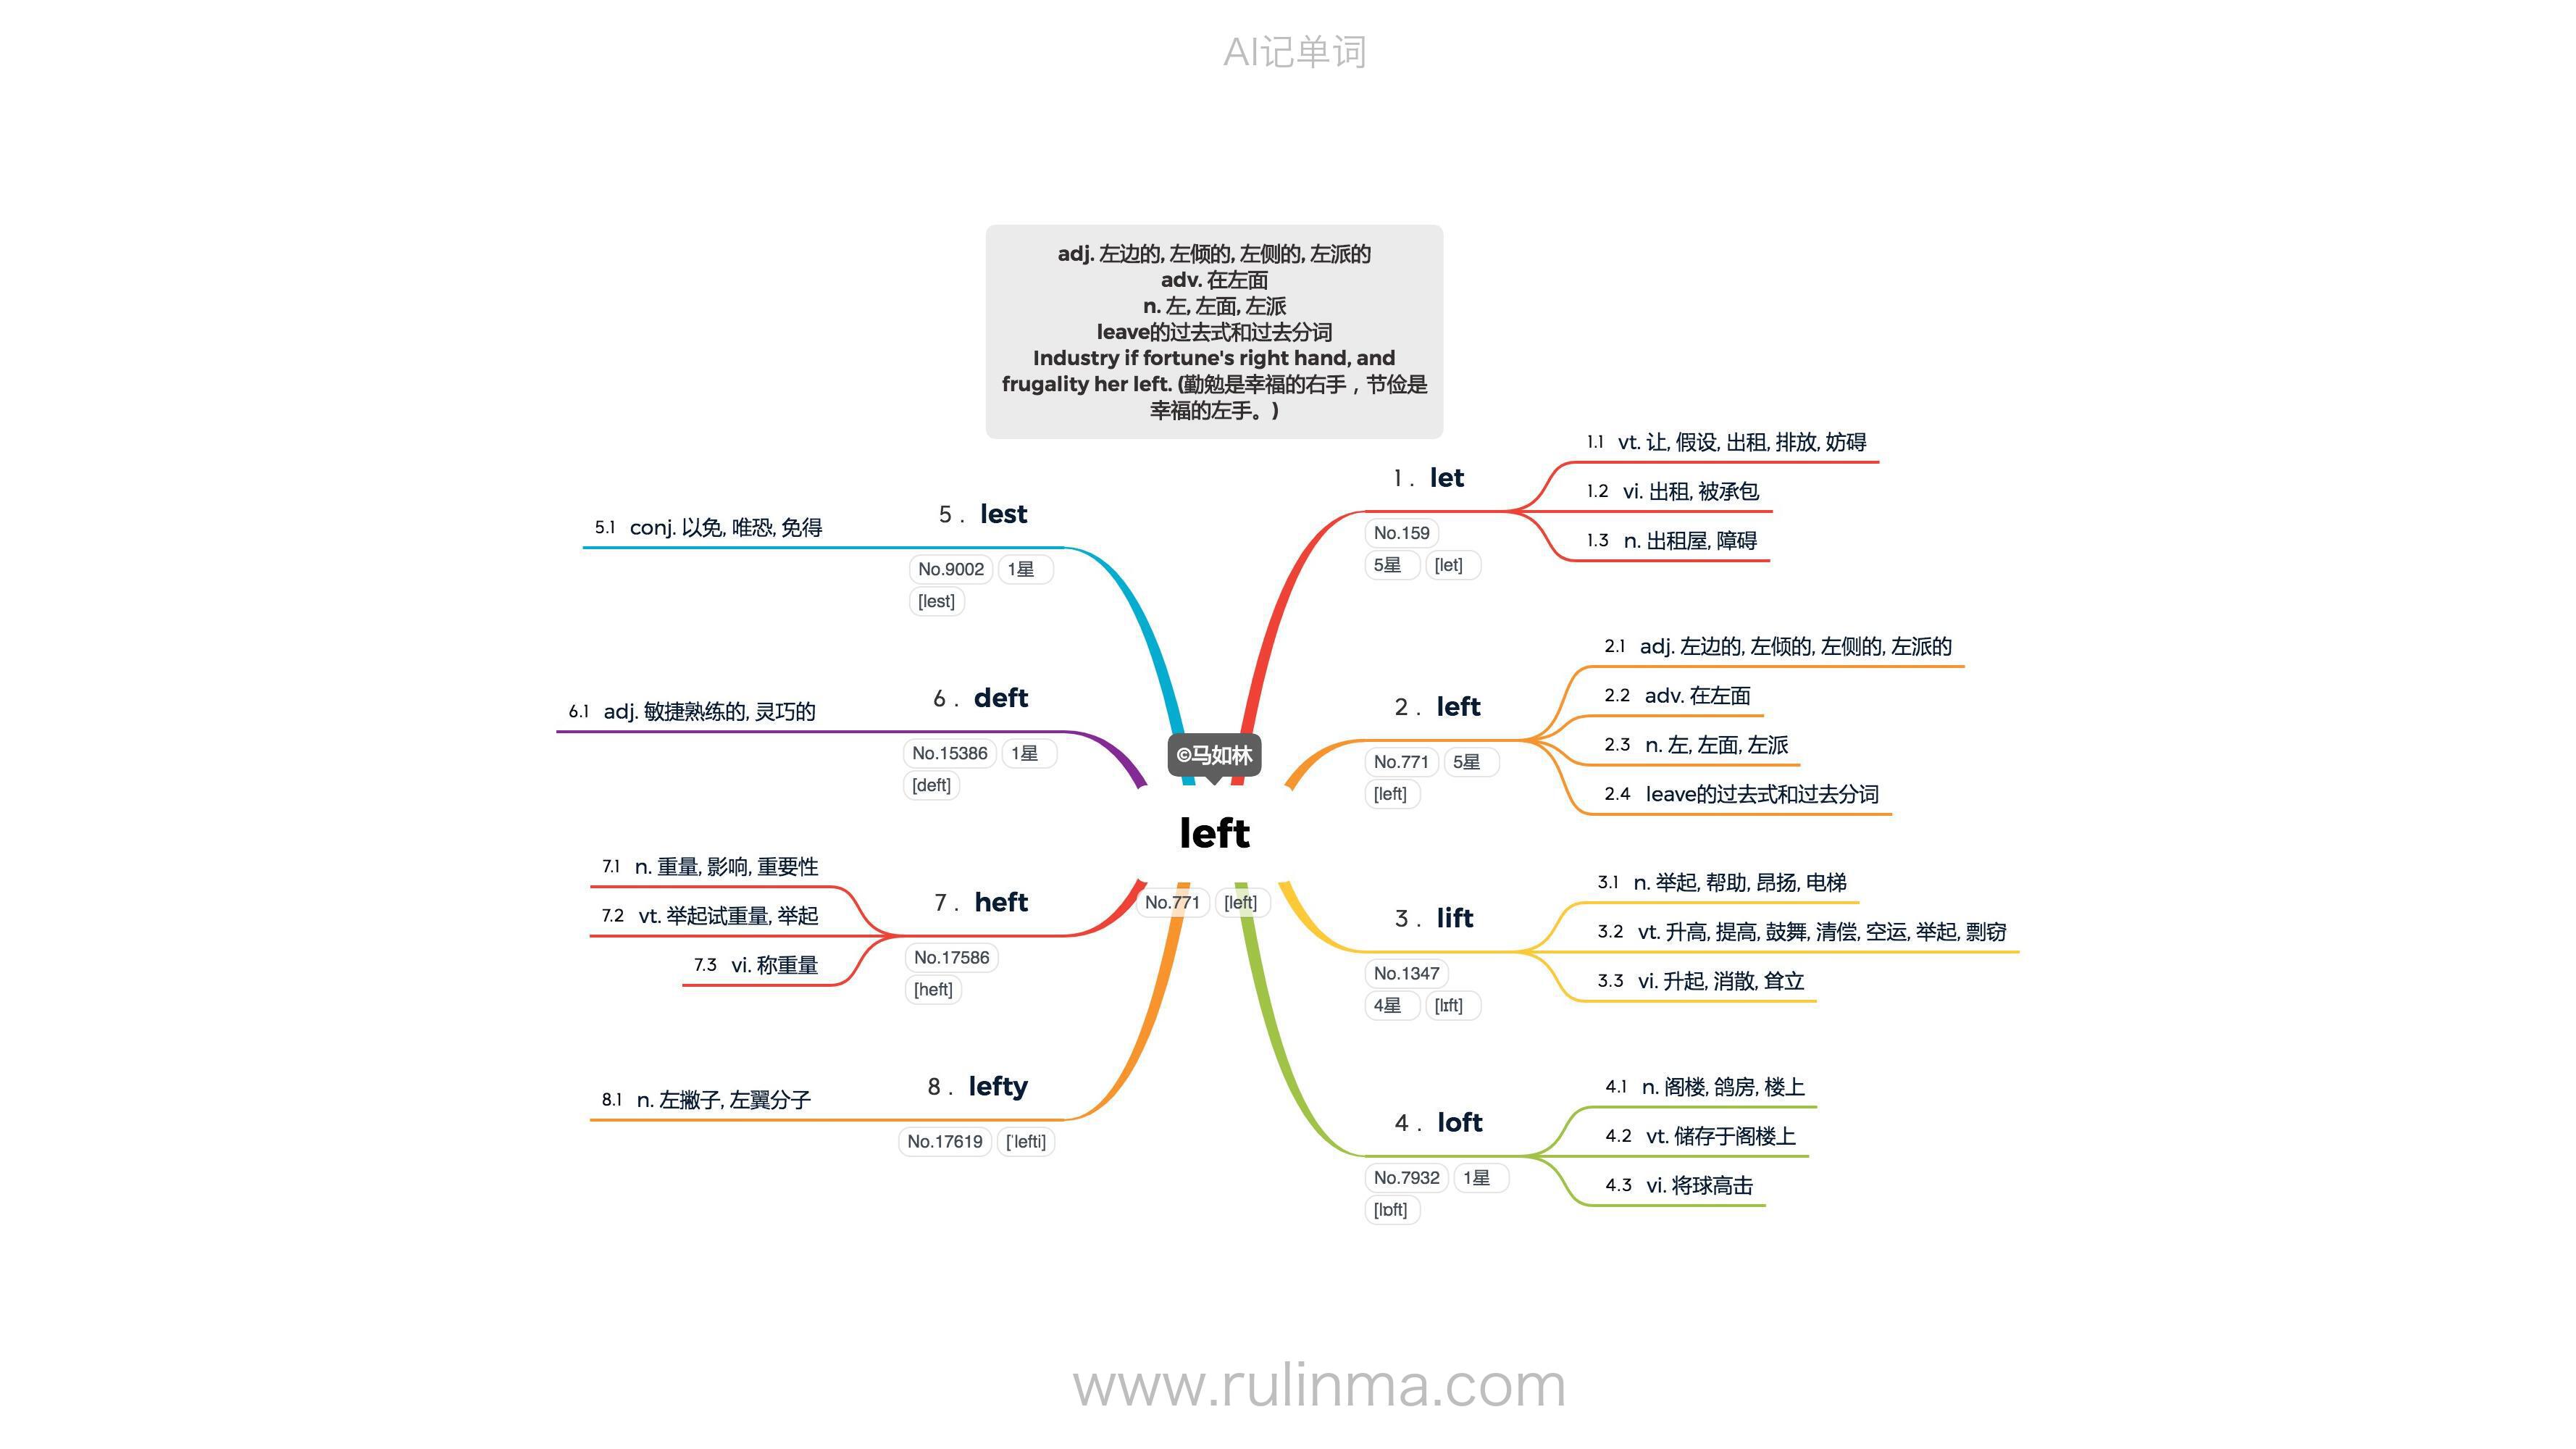 AI记单词
adj. 左边的, 左倾的, 左侧的, 左派的
adv. 在左面
n. 左, 左面, 左派
leave的过去式和过去分词
Industry if fortune's right hand, and
frugality her left. (勤勉是幸福的右手，节俭是
幸福的左手。)
©马如林
left
No.771 [left]
1. let
No.159
5星 [let]
1.1 vt. 让, 假设, 出租, 排放, 妨碍
1.2 vi. 出租, 被承包
1.3 n. 出租屋, 障碍
2. left
No.771 5星
[left]
2.1 adj. 左边的, 左倾的, 左侧的, 左派的
2.2 adv. 在左面
2.3 n. 左, 左面, 左派
2.4 leave的过去式和过去分词
3. lift
No.1347
4星 [lɪft]
3.1 n. 举起, 帮助, 昂扬, 电梯
3.2 vt. 升高, 提高, 鼓舞, 清偿, 空运, 举起, 剽窃
3.3 vi. 升起, 消散, 耸立
4. loft
No.7932 1星
[lɒft]
4.1 n. 阁楼, 鸽房, 楼上
4.2 vt. 储存于阁楼上
4.3 vi. 将球高击
5. lest
No.9002 1星
[lest]
5.1 conj. 以免, 唯恐, 免得
6. deft
No.15386 1星
[deft]
6.1 adj. 敏捷熟练的, 灵巧的
7. heft
No.17586
[heft]
7.1 n. 重量, 影响, 重要性
7.2 vt. 举起试重量, 举起
7.3 vi. 称重量
8. lefty
No.17619 ['lefti]
8.1 n. 左撇子, 左翼分子
www.rulinma.com